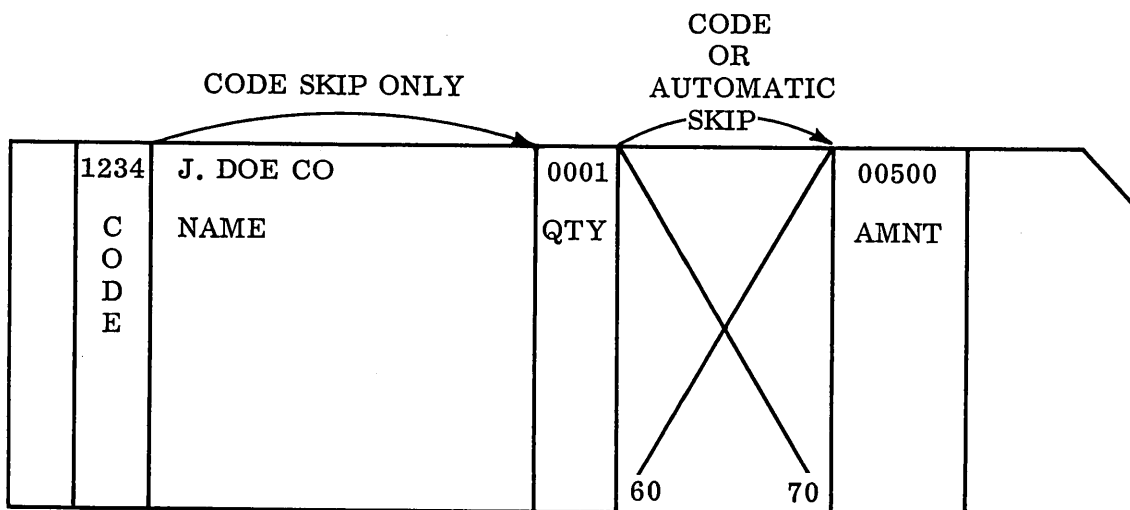 CODE
OR
AUTOMATIC
SKIP
CODE SKIP ONLY
1234
J. DOE CO
0001
00500
C
O
D
E
NAME
QTY
AMNT
60
70